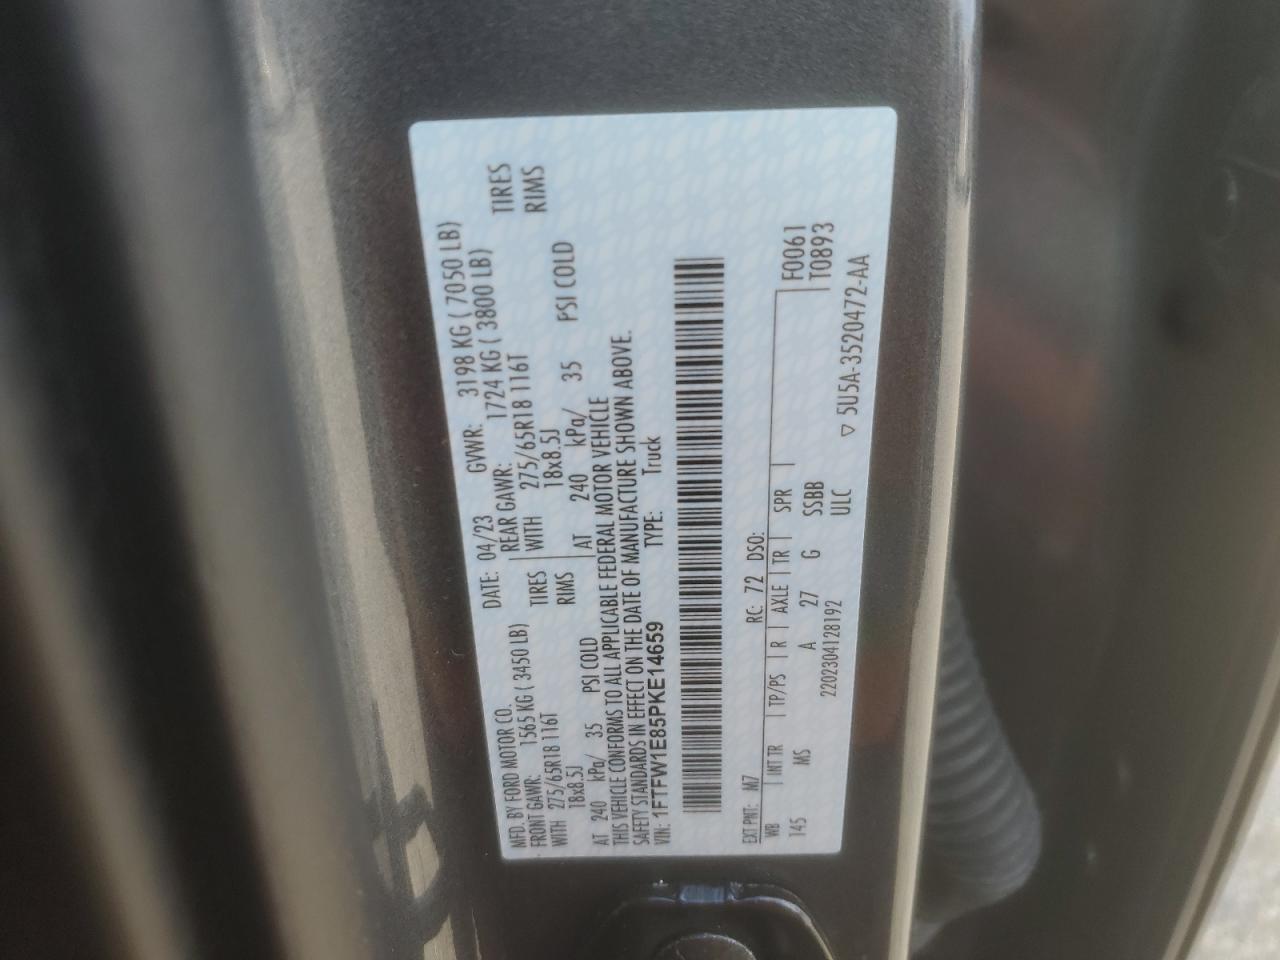 MFD. BY FORD MOTOR CO. DATE: 04/23 GVWR: 3198 KG ( 7050 LB)
FRONT GAWR: 1565 KG ( 3450 LB) REAR GAWR: 1724 KG ( 3800 LB)
WITH 275/65R18 116T TIRES WITH 275/65R18 116T TIRES
18x8.5J RIMS 18x8.5J RIMS
AT 240 kPa/ 35 PSI COLD AT 240 kPa/ 35 PSI COLD
THIS VEHICLE CONFORMS TO ALL APPLICABLE FEDERAL MOTOR VEHICLE
SAFETY STANDARDS IN EFFECT ON THE DATE OF MANUFACTURE SHOWN ABOVE.
VIN: 1FTFW1E85PKE14659 TYPE: Truck
EXT PNT: M7 RC: 72 DSO: F0061
WB INT TR TP/PS R AXLE TR SPR T0893
145 MS A 27 G SSBB
2202304128192 ULC
▽ 5U5A-3520472-AA